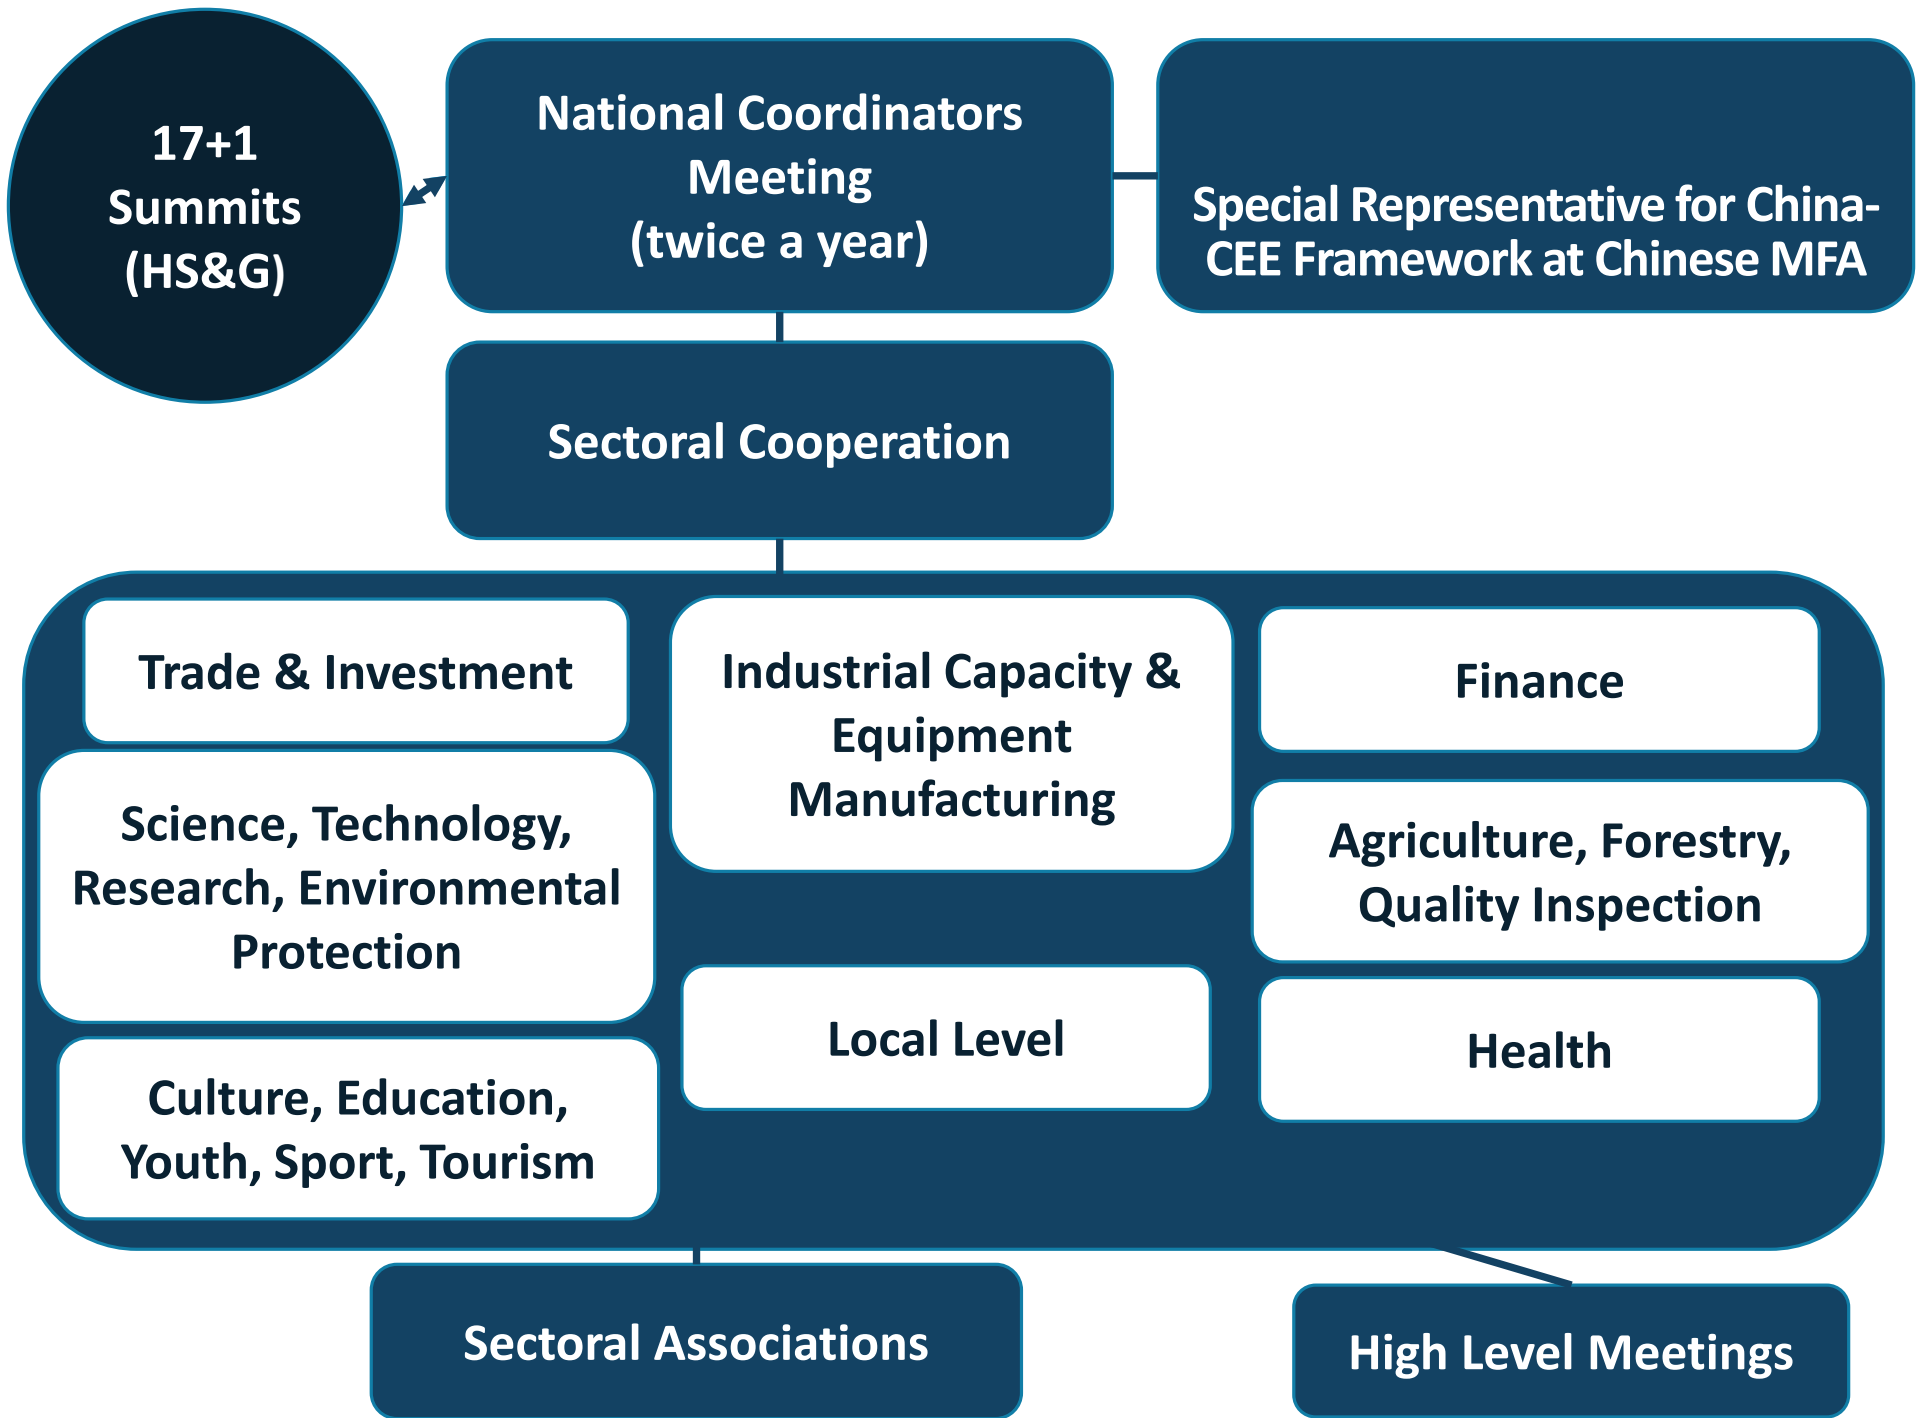 17+1
Summits
(HS&G)
National Coordinators
Meeting
(twice a year)
Special Representative for China-
CEE Framework at Chinese MFA
Sectoral Cooperation
Trade & Investment
Industrial Capacity &
Equipment
Manufacturing
Finance
Science, Technology,
Research, Environmental
Protection
Agriculture, Forestry,
Quality Inspection
Local Level
Health
Culture, Education,
Youth, Sport, Tourism
Sectoral Associations
High Level Meetings